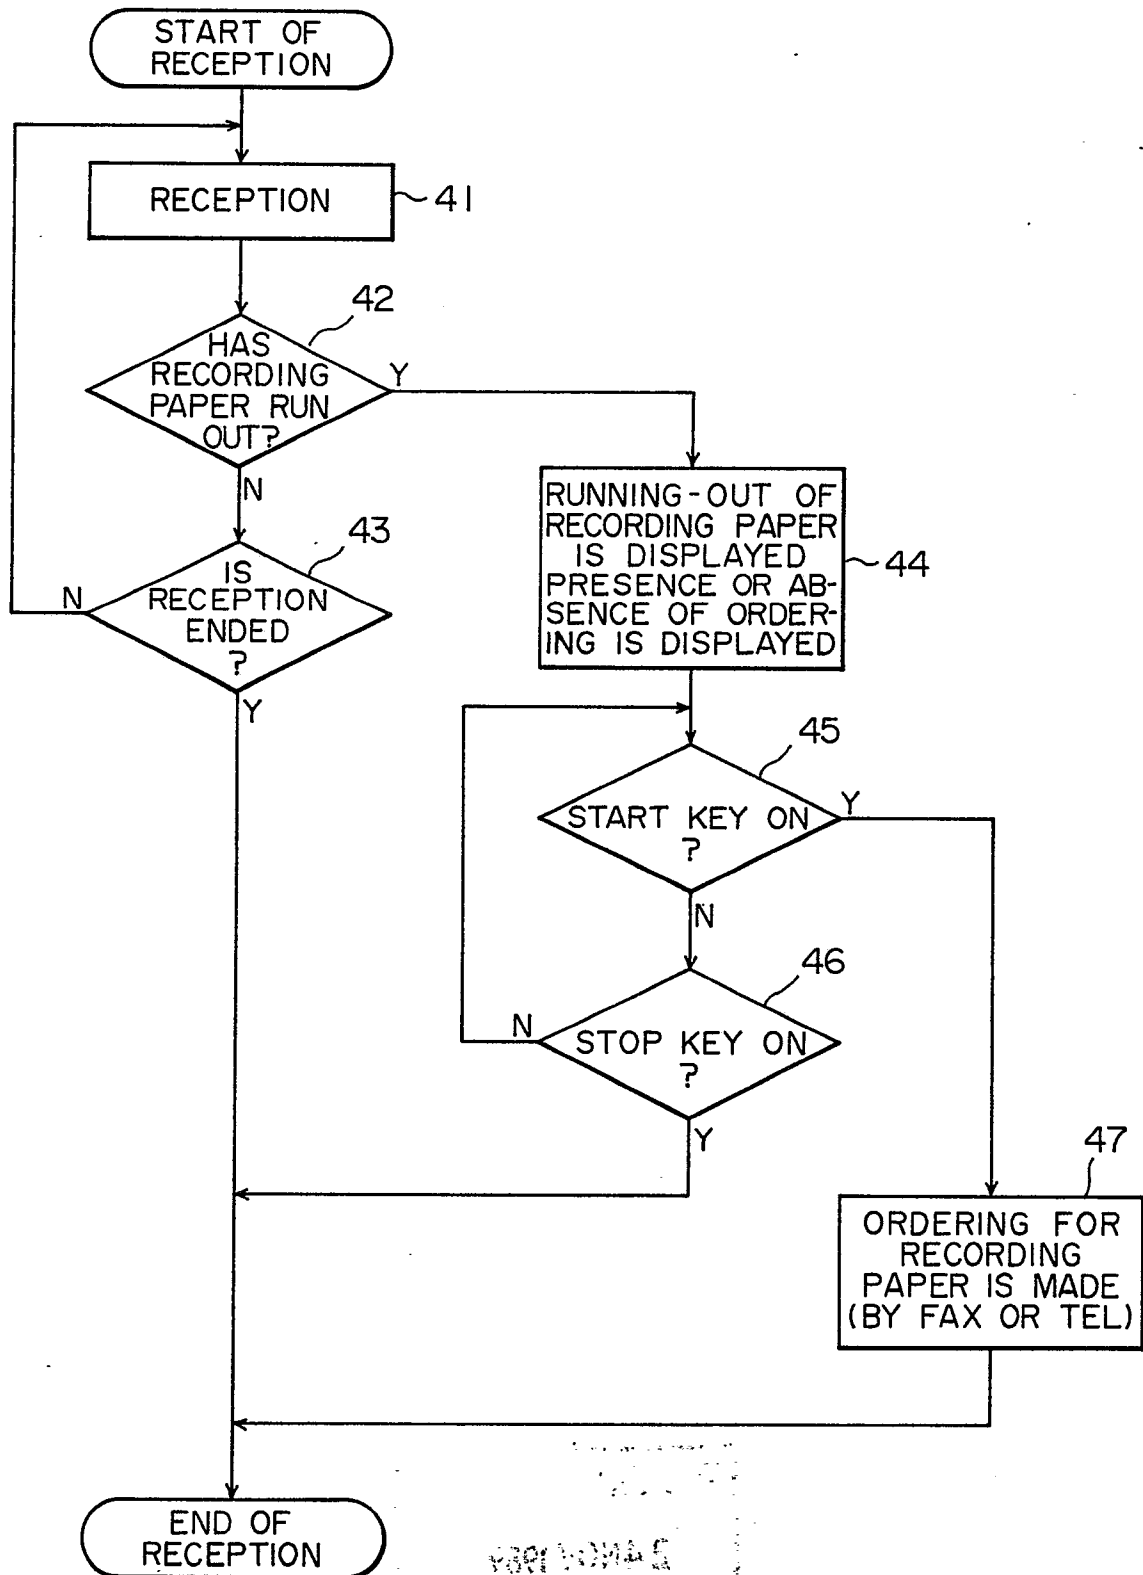 START OF
RECEPTION
RECEPTION
41
42
HAS
RECORDING
PAPER RUN
OUT?
Y
N
43
IS
RECEPTION
ENDED
?
N
Y
RUNNING-OUT OF
RECORDING PAPER
IS DISPLAYED
PRESENCE OR AB-
SENCE OF ORDER-
ING IS DISPLAYED
44
45
START KEY ON
?
Y
N
46
STOP KEY ON
?
N
Y
47
ORDERING FOR
RECORDING
PAPER IS MADE
(BY FAX OR TEL)
END OF
RECEPTION